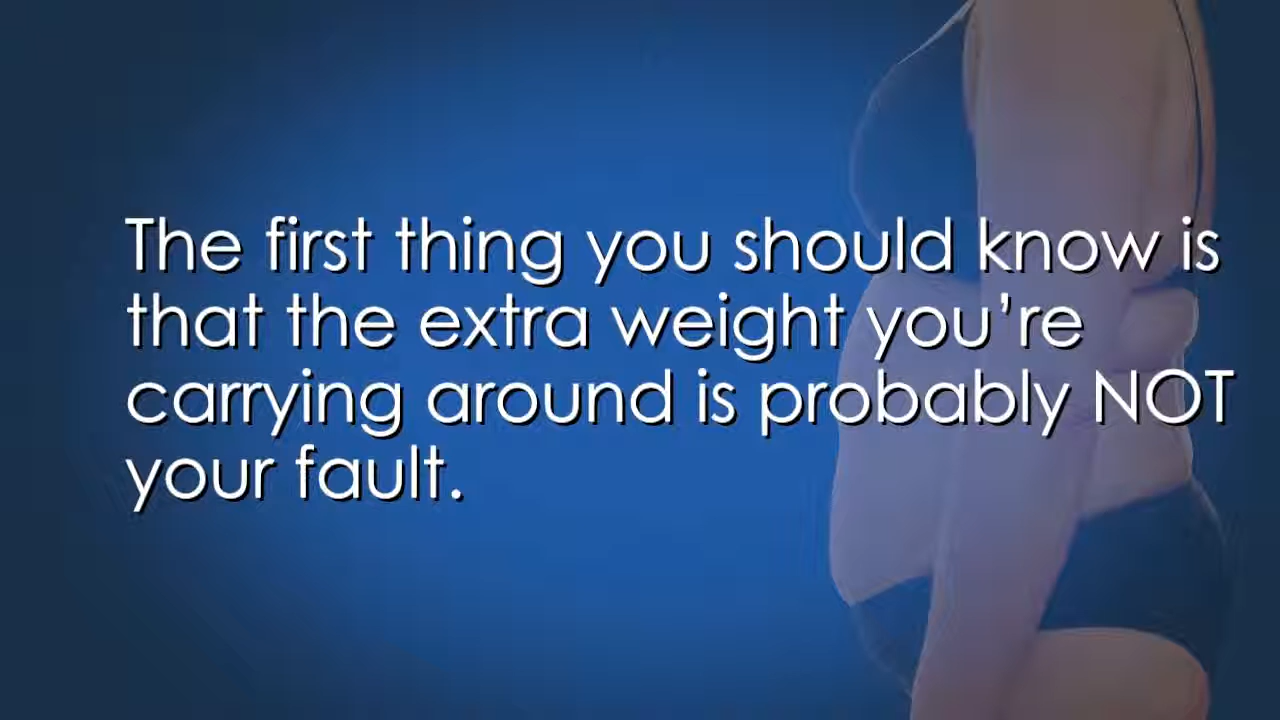 The first thing you should know is
that the extra weight you’re
carrying around is probably NOT
your fault.